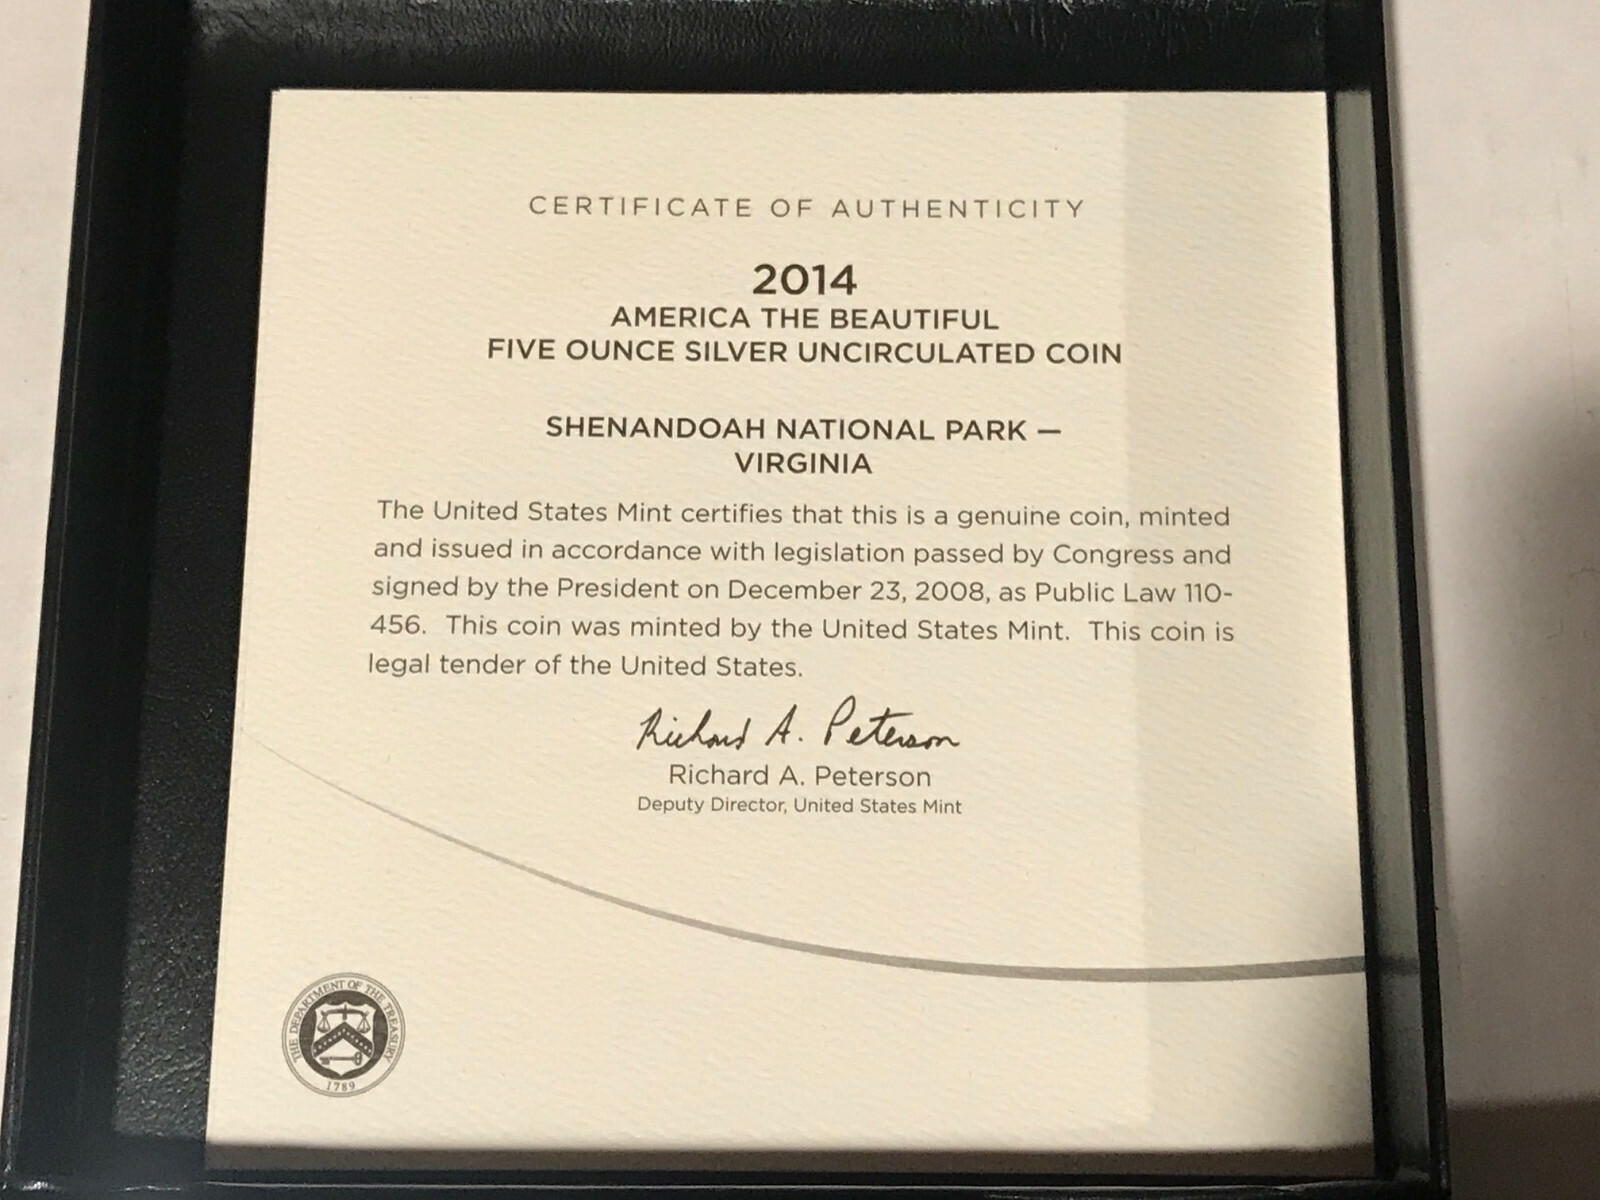 CERTIFICATE OF AUTHENTICITY
2014
AMERICA THE BEAUTIFUL
FIVE OUNCE SILVER UNCIRCULATED COIN
SHENANDOAH NATIONAL PARK —
VIRGINIA
The United States Mint certifies that this is a genuine coin, minted
and issued in accordance with legislation passed by Congress and
signed by the President on December 23, 2008, as Public Law 110-
456.  This coin was minted by the United States Mint.  This coin is
legal tender of the United States.
Richard A. Peterson
Richard A. Peterson
Deputy Director, United States Mint
THE DEPARTMENT OF THE TREASURY
1789